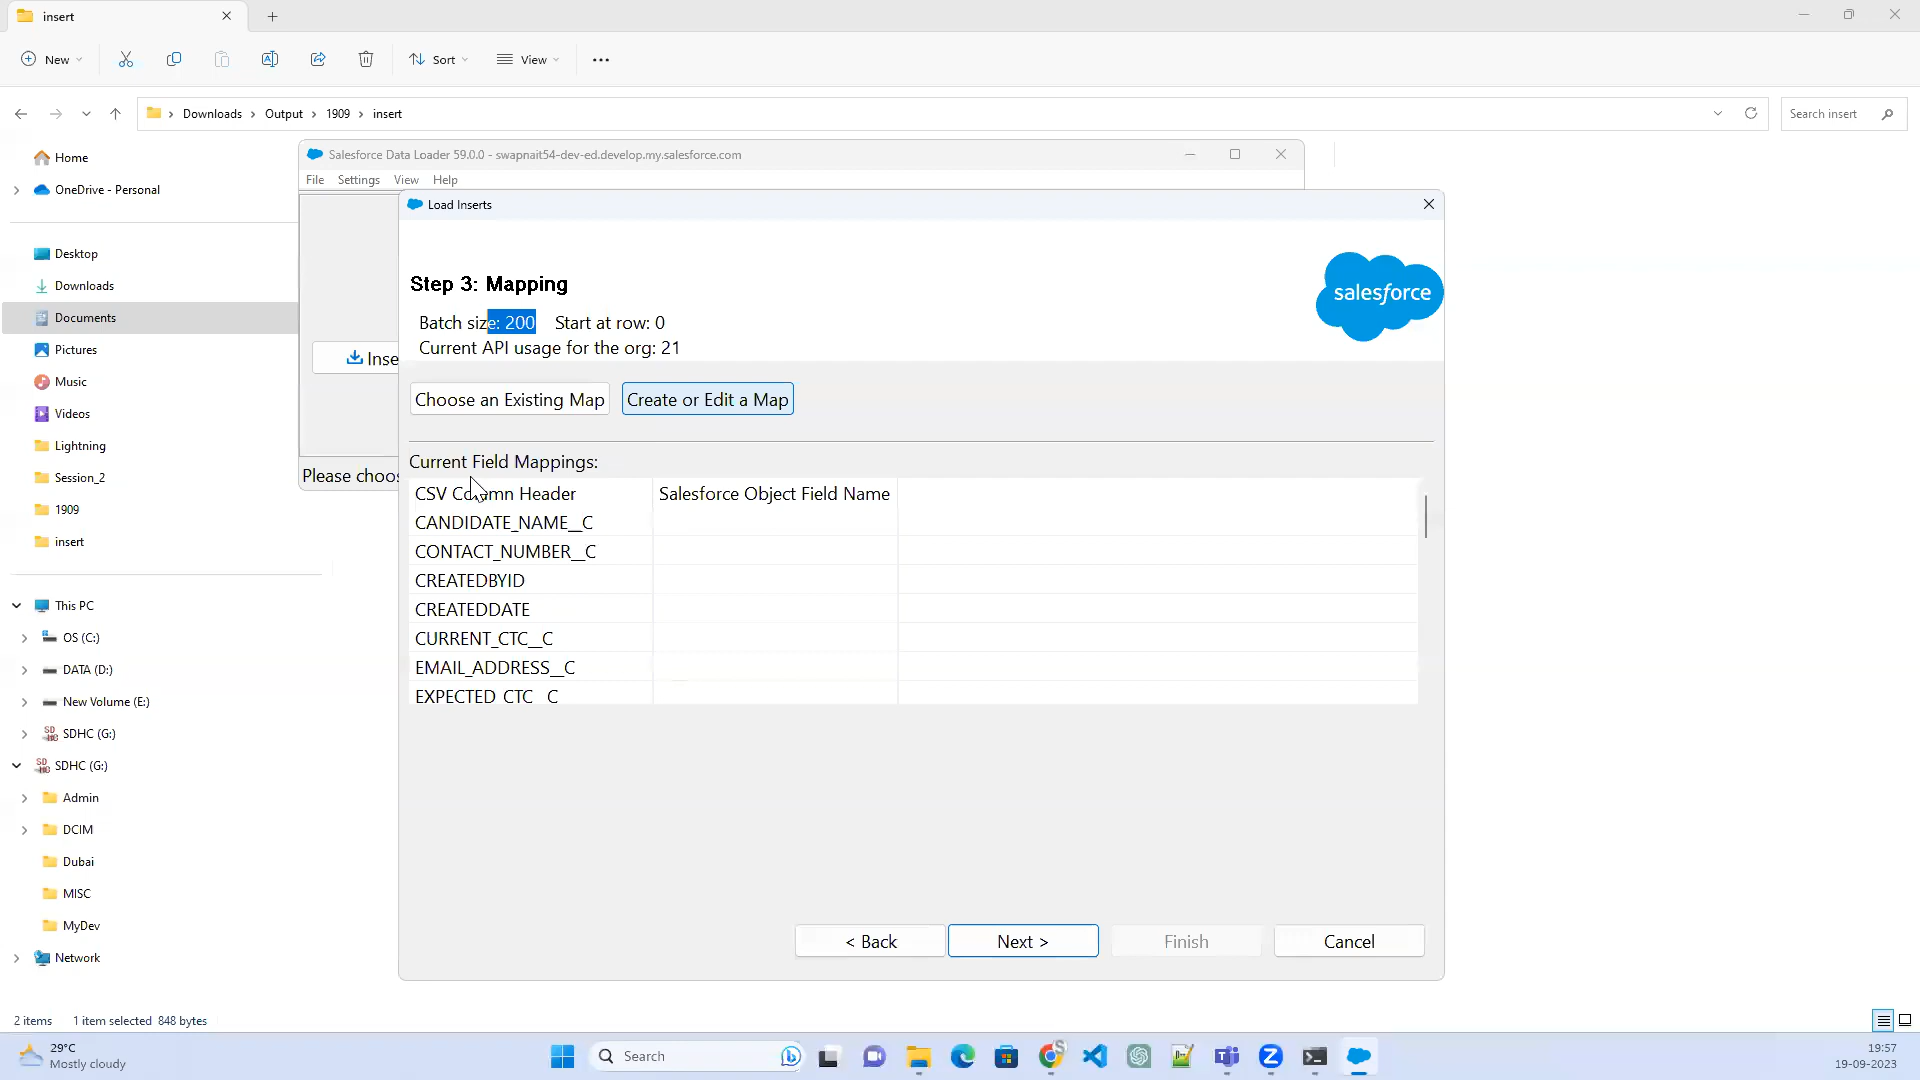 insert
New
Sort
View
Downloads
Output
1909
insert
Search insert
Home
OneDrive - Personal
Desktop
Downloads
Documents
Pictures
Music
Videos
Lightning
Session_2
1909
insert
This PC
OS (C:)
DATA (D:)
New Volume (E:)
SDHC (G:)
SDHC (G:)
Admin
DCIM
Dubai
MISC
MyDev
Network
2 items 1 item selected 848 bytes
Salesforce Data Loader 59.0.0 - swapnait54-dev-ed.develop.my.salesforce.com
File Settings View Help
Inse
Please choos
Load Inserts
Step 3: Mapping
Batch size: 200 Start at row: 0
Current API usage for the org: 21
salesforce
Choose an Existing Map
Create or Edit a Map
Current Field Mappings:
CSV Column Header Salesforce Object Field Name
CANDIDATE_NAME__C
CONTACT_NUMBER__C
CREATEDBYID
CREATEDDATE
CURRENT_CTC__C
EMAIL_ADDRESS__C
EXPECTED_CTC__C
< Back
Next >
Finish
Cancel
29°C
Mostly cloudy
Search
19:57
19-09-2023